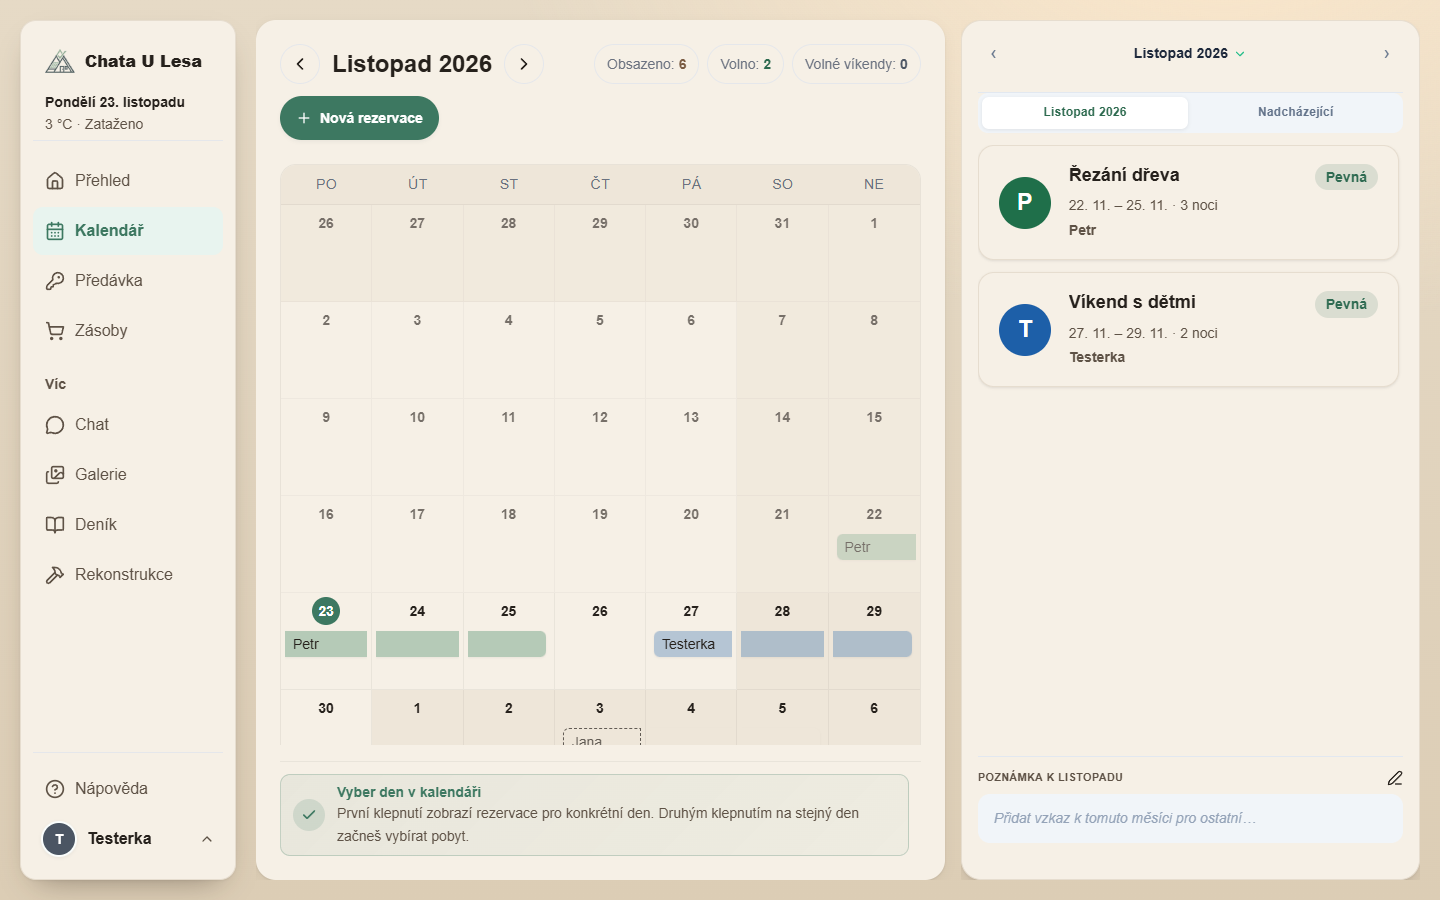 Chata U Lesa
Pondělí 23. listopadu
3 °C · Zataženo
Přehled
Kalendář
Předávka
Zásoby
Víc
Chat
Galerie
Deník
Rekonstrukce
Nápověda
T
Testerka
Listopad 2026
Obsazeno: 6
Volno: 2
Volné víkendy: 0
Nová rezervace
PO ÚT ST ČT PÁ SO NE
26 27 28 29 30 31 1
2 3 4 5 6 7 8
9 10 11 12 13 14 15
16 17 18 19 20 21 22
Petr
23 24 25 26 27 28 29
Petr Testerka
30 1 2 3 4 5 6
Jana
Vyber den v kalendáři
První klepnutí zobrazí rezervace pro konkrétní den. Druhým klepnutím na stejný den
začneš vybírat pobyt.
‹ Listopad 2026 ›
Listopad 2026 Nadcházející
P
Řezání dřeva
Pevná
22. 11. – 25. 11. · 3 noci
Petr
T
Víkend s dětmi
Pevná
27. 11. – 29. 11. · 2 noci
Testerka
POZNÁMKA K LISTOPADU
Přidat vzkaz k tomuto měsíci pro ostatní…